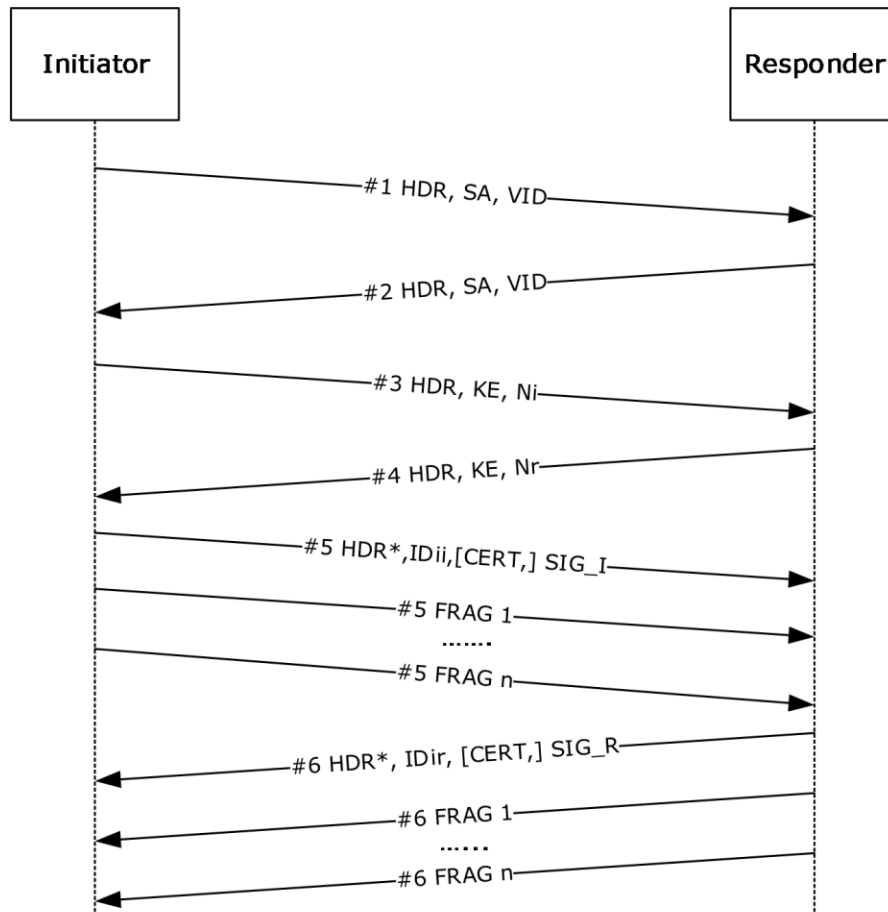 Initiator
Responder
#1 HDR, SA, VID
#2 HDR, SA, VID
#3 HDR, KE, Ni
#4 HDR, KE, Nr
#5 HDR*,IDii,[CERT,] SIG_I
#5 FRAG 1
.......
#5 FRAG n
#6 HDR*, IDir, [CERT,] SIG_R
#6 FRAG 1
......
#6 FRAG n